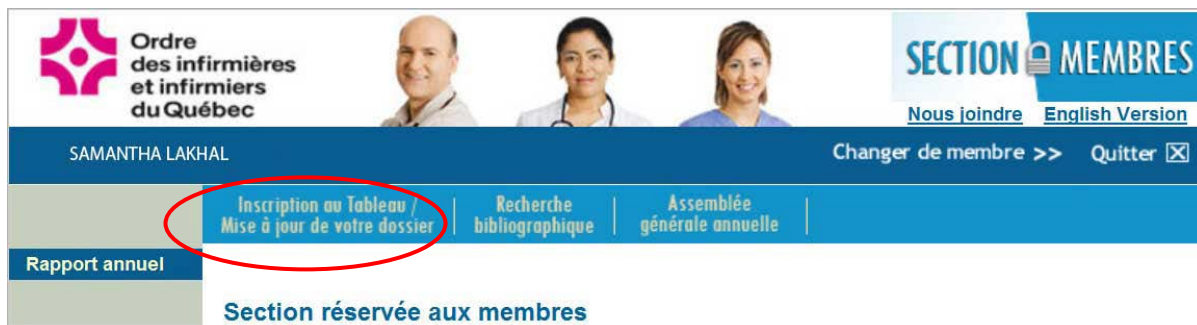 Ordre
des infirmières
et infirmiers
du Québec
SECTION MEMBRES
Nous joindre English Version
SAMANTHA LAKHAL
Changer de membre >> Quitter
Inscription au Tableau /
Mise à jour de votre dossier
Recherche
bibliographique
Assemblée
générale annuelle
Rapport annuel
Section réservée aux membres